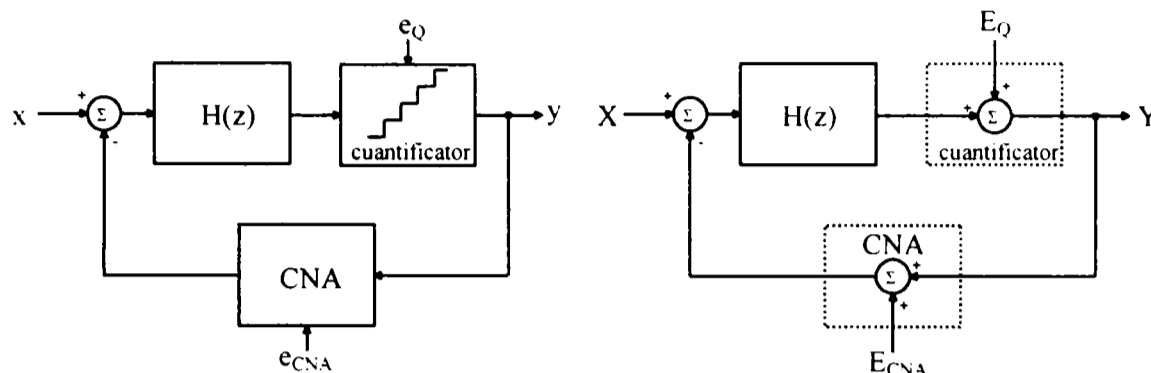 e_Q
x
+
Σ
-
H(z)
cuantificator
y
CNA
e_CNA
E_Q
X
+
Σ
-
H(z)
+
+
Σ
cuantificator
Y
CNA
Σ
+
+
E_CNA